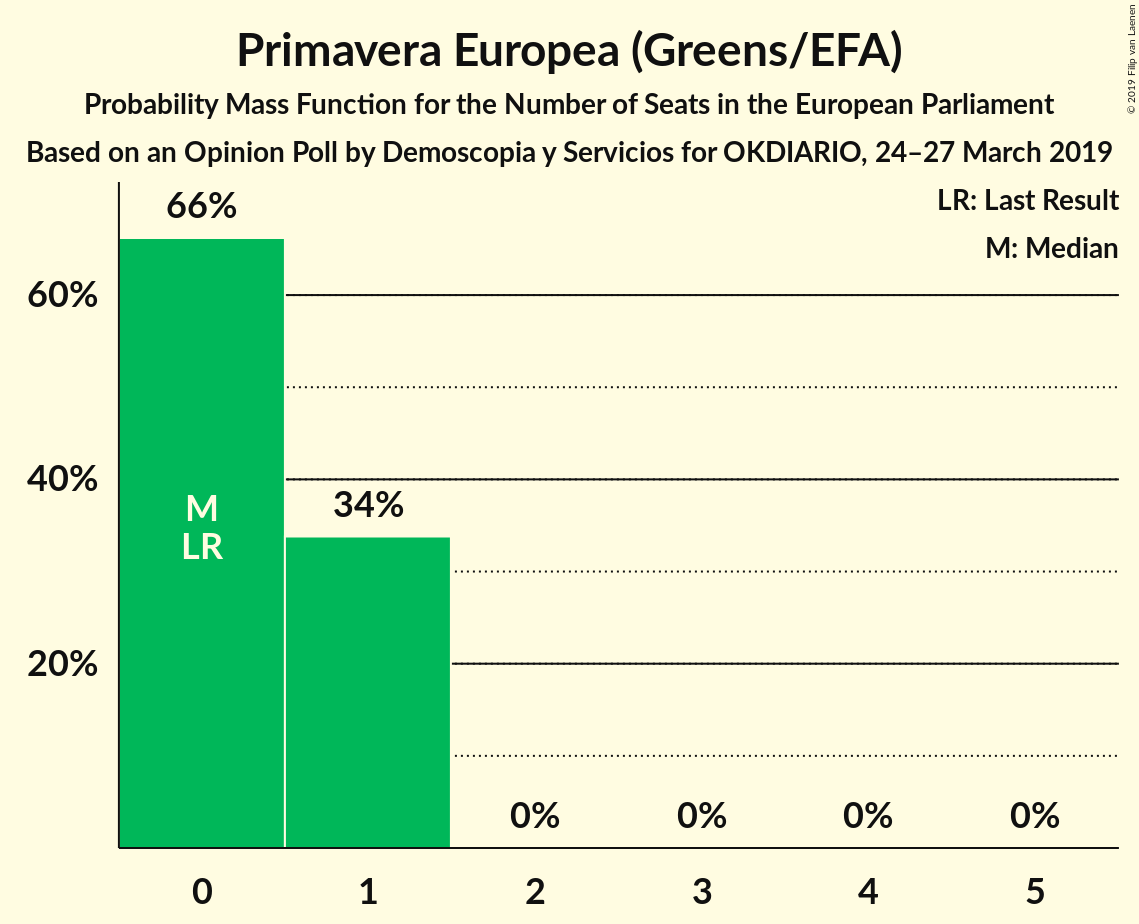 Primavera Europea (Greens/EFA)
Probability Mass Function for the Number of Seats in the European Parliament
Based on an Opinion Poll by Demoscopia y Servicios for OKDIARIO, 24–27 March 2019
© 2019 Filip van Laenen
LR: Last Result
M: Median
66%
60%
40%
34%
M
LR
20%
0% 0% 0% 0%
0 1 2 3 4 5